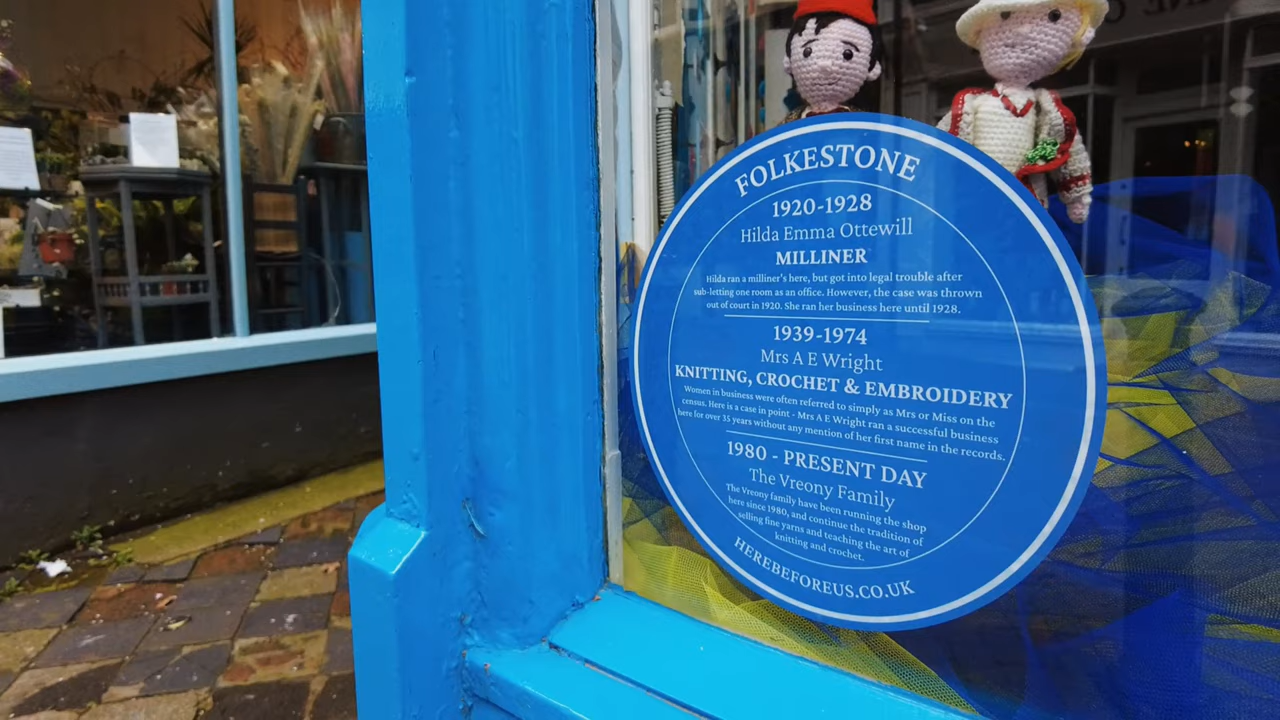 FOLKESTONE
1920-1928
Hilda Emma Ottewill
MILLINER
Hilda ran a milliner's here, but got into legal trouble after
sub-letting one room as an office. However, the case was thrown
out of court in 1920. She ran her business here until 1928.
1939-1974
Mrs A E Wright
KNITTING, CROCHET & EMBROIDERY
Women in business were often referred to simply as Mrs or Miss on the
census. Here is a case in point - Mrs A E Wright ran a successful business
here for over 35 years without any mention of her first name in the records.
1980 - PRESENT DAY
The Vreony Family
The Vreony family have been running the shop
here since 1980, and continue the tradition of
selling fine yarns and teaching the art of
knitting and crochet.
HEREBEFOREUS.CO.UK